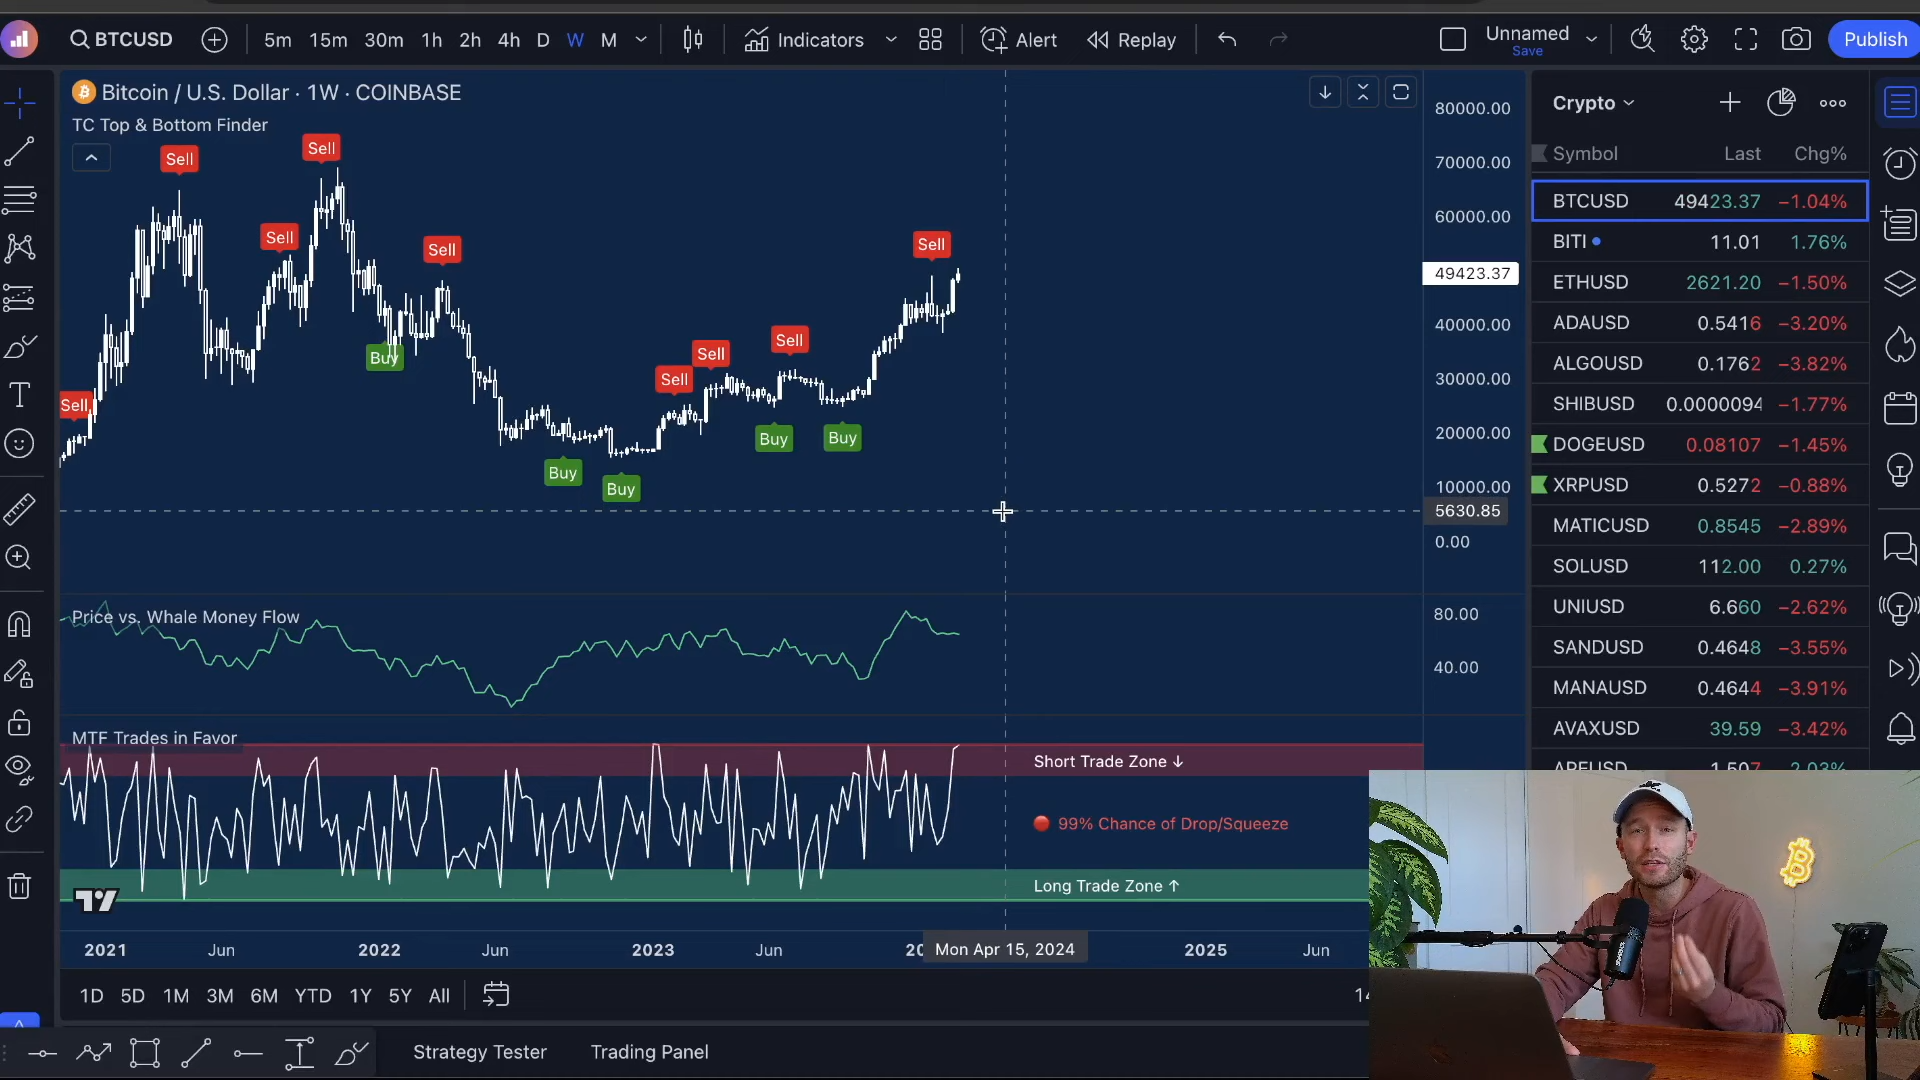 BTCUSD
5m 15m 30m 1h 2h 4h D W M
Indicators
Alert
Replay
Unnamed
Save
Publish
Bitcoin / U.S. Dollar · 1W · COINBASE
TC Top & Bottom Finder
Sell
Sell
Sell
Sell
Sell
Sell
Sell
Sell
Sell
Buy
Buy
Buy
Buy
Buy
80000.00
70000.00
60000.00
49423.37
40000.00
30000.00
20000.00
10000.00
5630.85
0.00
Price vs. Whale Money Flow
80.00
40.00
MTF Trades in Favor
Short Trade Zone ↓
99% Chance of Drop/Squeeze
Long Trade Zone ↑
2021 Jun 2022 Jun 2023 Jun Mon Apr 15, 2024 2025 Jun
1D 5D 1M 3M 6M YTD 1Y 5Y All
Strategy Tester
Trading Panel
Crypto
Symbol Last Chg%
BTCUSD 49423.37 −1.04%
BITI 11.01 1.76%
ETHUSD 2621.20 −1.50%
ADAUSD 0.5416 −3.20%
ALGOUSD 0.1762 −3.82%
SHIBUSD 0.0000094 −1.77%
DOGEUSD 0.08107 −1.45%
XRPUSD 0.5272 −0.88%
MATICUSD 0.8545 −2.89%
SOLUSD 112.00 0.27%
UNIUSD 6.660 −2.62%
SANDUSD 0.4648 −3.55%
MANAUSD 0.4644 −3.91%
AVAXUSD 39.59 −3.42%